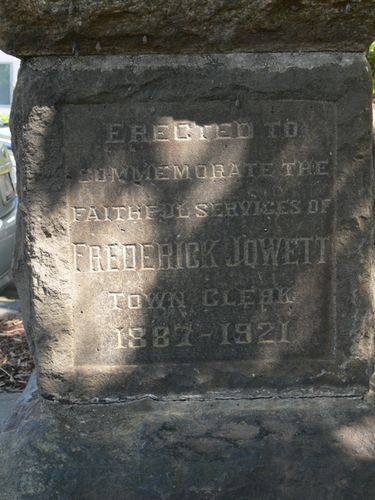 ERECTED TO
COMMEMORATE THE
FAITHFUL SERVICES OF
FREDERICK JOWETT
TOWN CLERK
1887-1921